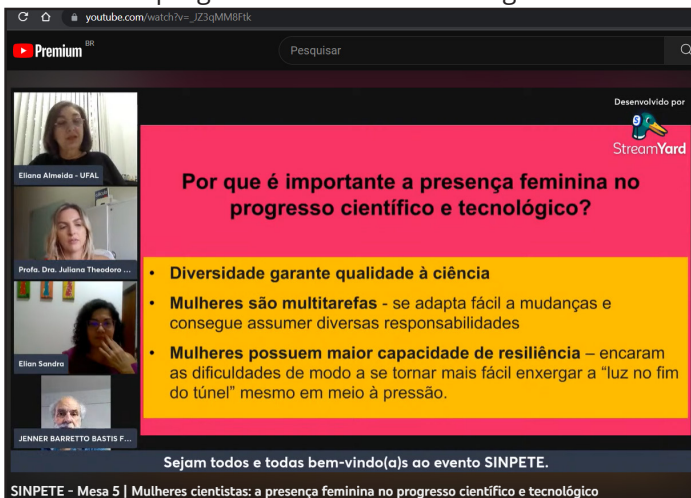 youtube.com/watch?v=_JZ3qMM8Ftk
Premium BR
Pesquisar
Desenvolvido por
StreamYard
Eliana Almeida - UFAL
Profa. Dra. Juliana Theodoro ...
Elian Sandra
JENNER BARRETTO BASTIS F...
Por que é importante a presença feminina no
progresso científico e tecnológico?
• Diversidade garante qualidade à ciência
• Mulheres são multitarefas - se adapta fácil a mudanças e
consegue assumir diversas responsabilidades
• Mulheres possuem maior capacidade de resiliência – encaram
as dificuldades de modo a se tornar mais fácil enxergar a “luz no fim
do túnel” mesmo em meio à pressão.
Sejam todos e todas bem-vindo(a)s ao evento SINPETE.
SINPETE - Mesa 5 | Mulheres cientistas: a presença feminina no progresso científico e tecnológico